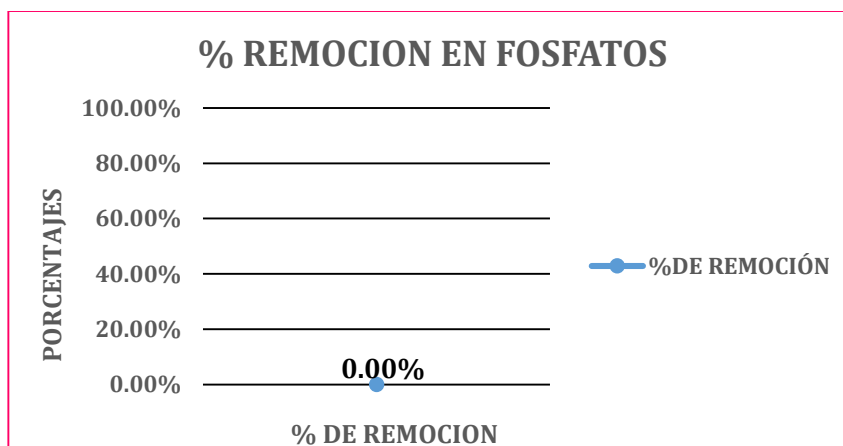 % REMOCION EN FOSFATOS
PORCENTAJES
100.00%
80.00%
60.00%
40.00%
20.00%
0.00%
0.00%
% DE REMOCION
%DE REMOCIÓN